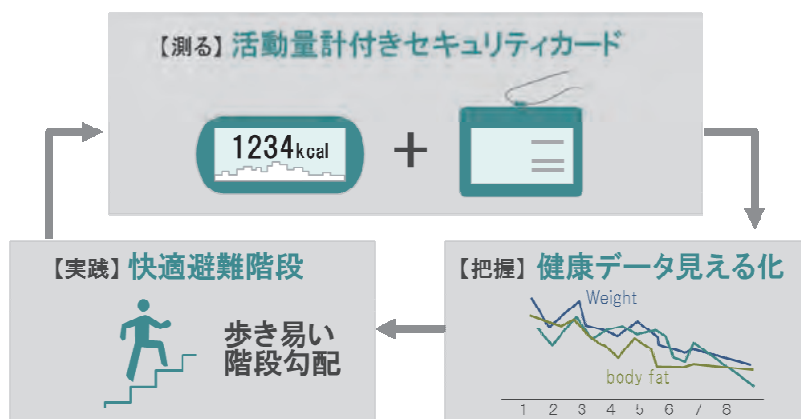 【測る】活動量計付きセキュリティカード
1234kcal
+
【実践】快適避難階段
歩き易い
階段勾配
【把握】健康データ見える化
Weight
body fat
1 2 3 4 5 6 7 8